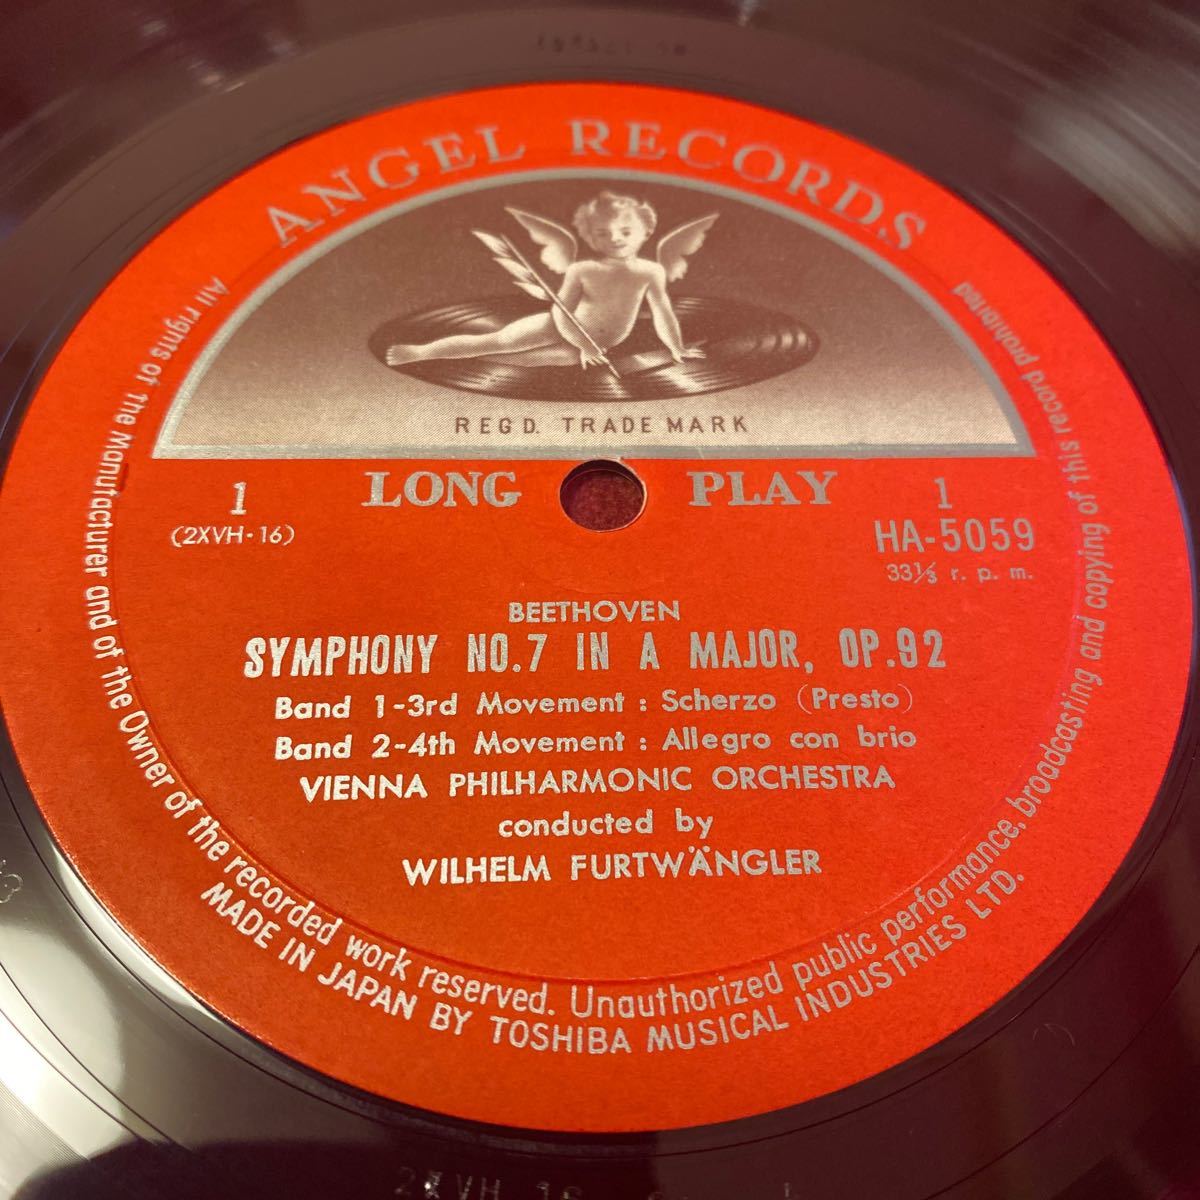 ANGEL RECORDS
REGD. TRADE MARK
LONG PLAY
1
(2XVH-16)
1
HA-5059
33⅓ r. p. m.
BEETHOVEN
SYMPHONY NO.7 IN A MAJOR, OP.92
Band 1-3rd Movement : Scherzo (Presto)
Band 2-4th Movement : Allegro con brio
VIENNA PHILHARMONIC ORCHESTRA
conducted by
WILHELM FURTWÄNGLER
All rights of the Manufacturer and of the Owner of the recorded work reserved. Unauthorized public performance, broadcasting and copying of this record prohibited
MADE IN JAPAN BY TOSHIBA MUSICAL INDUSTRIES LTD.
2XVH 16